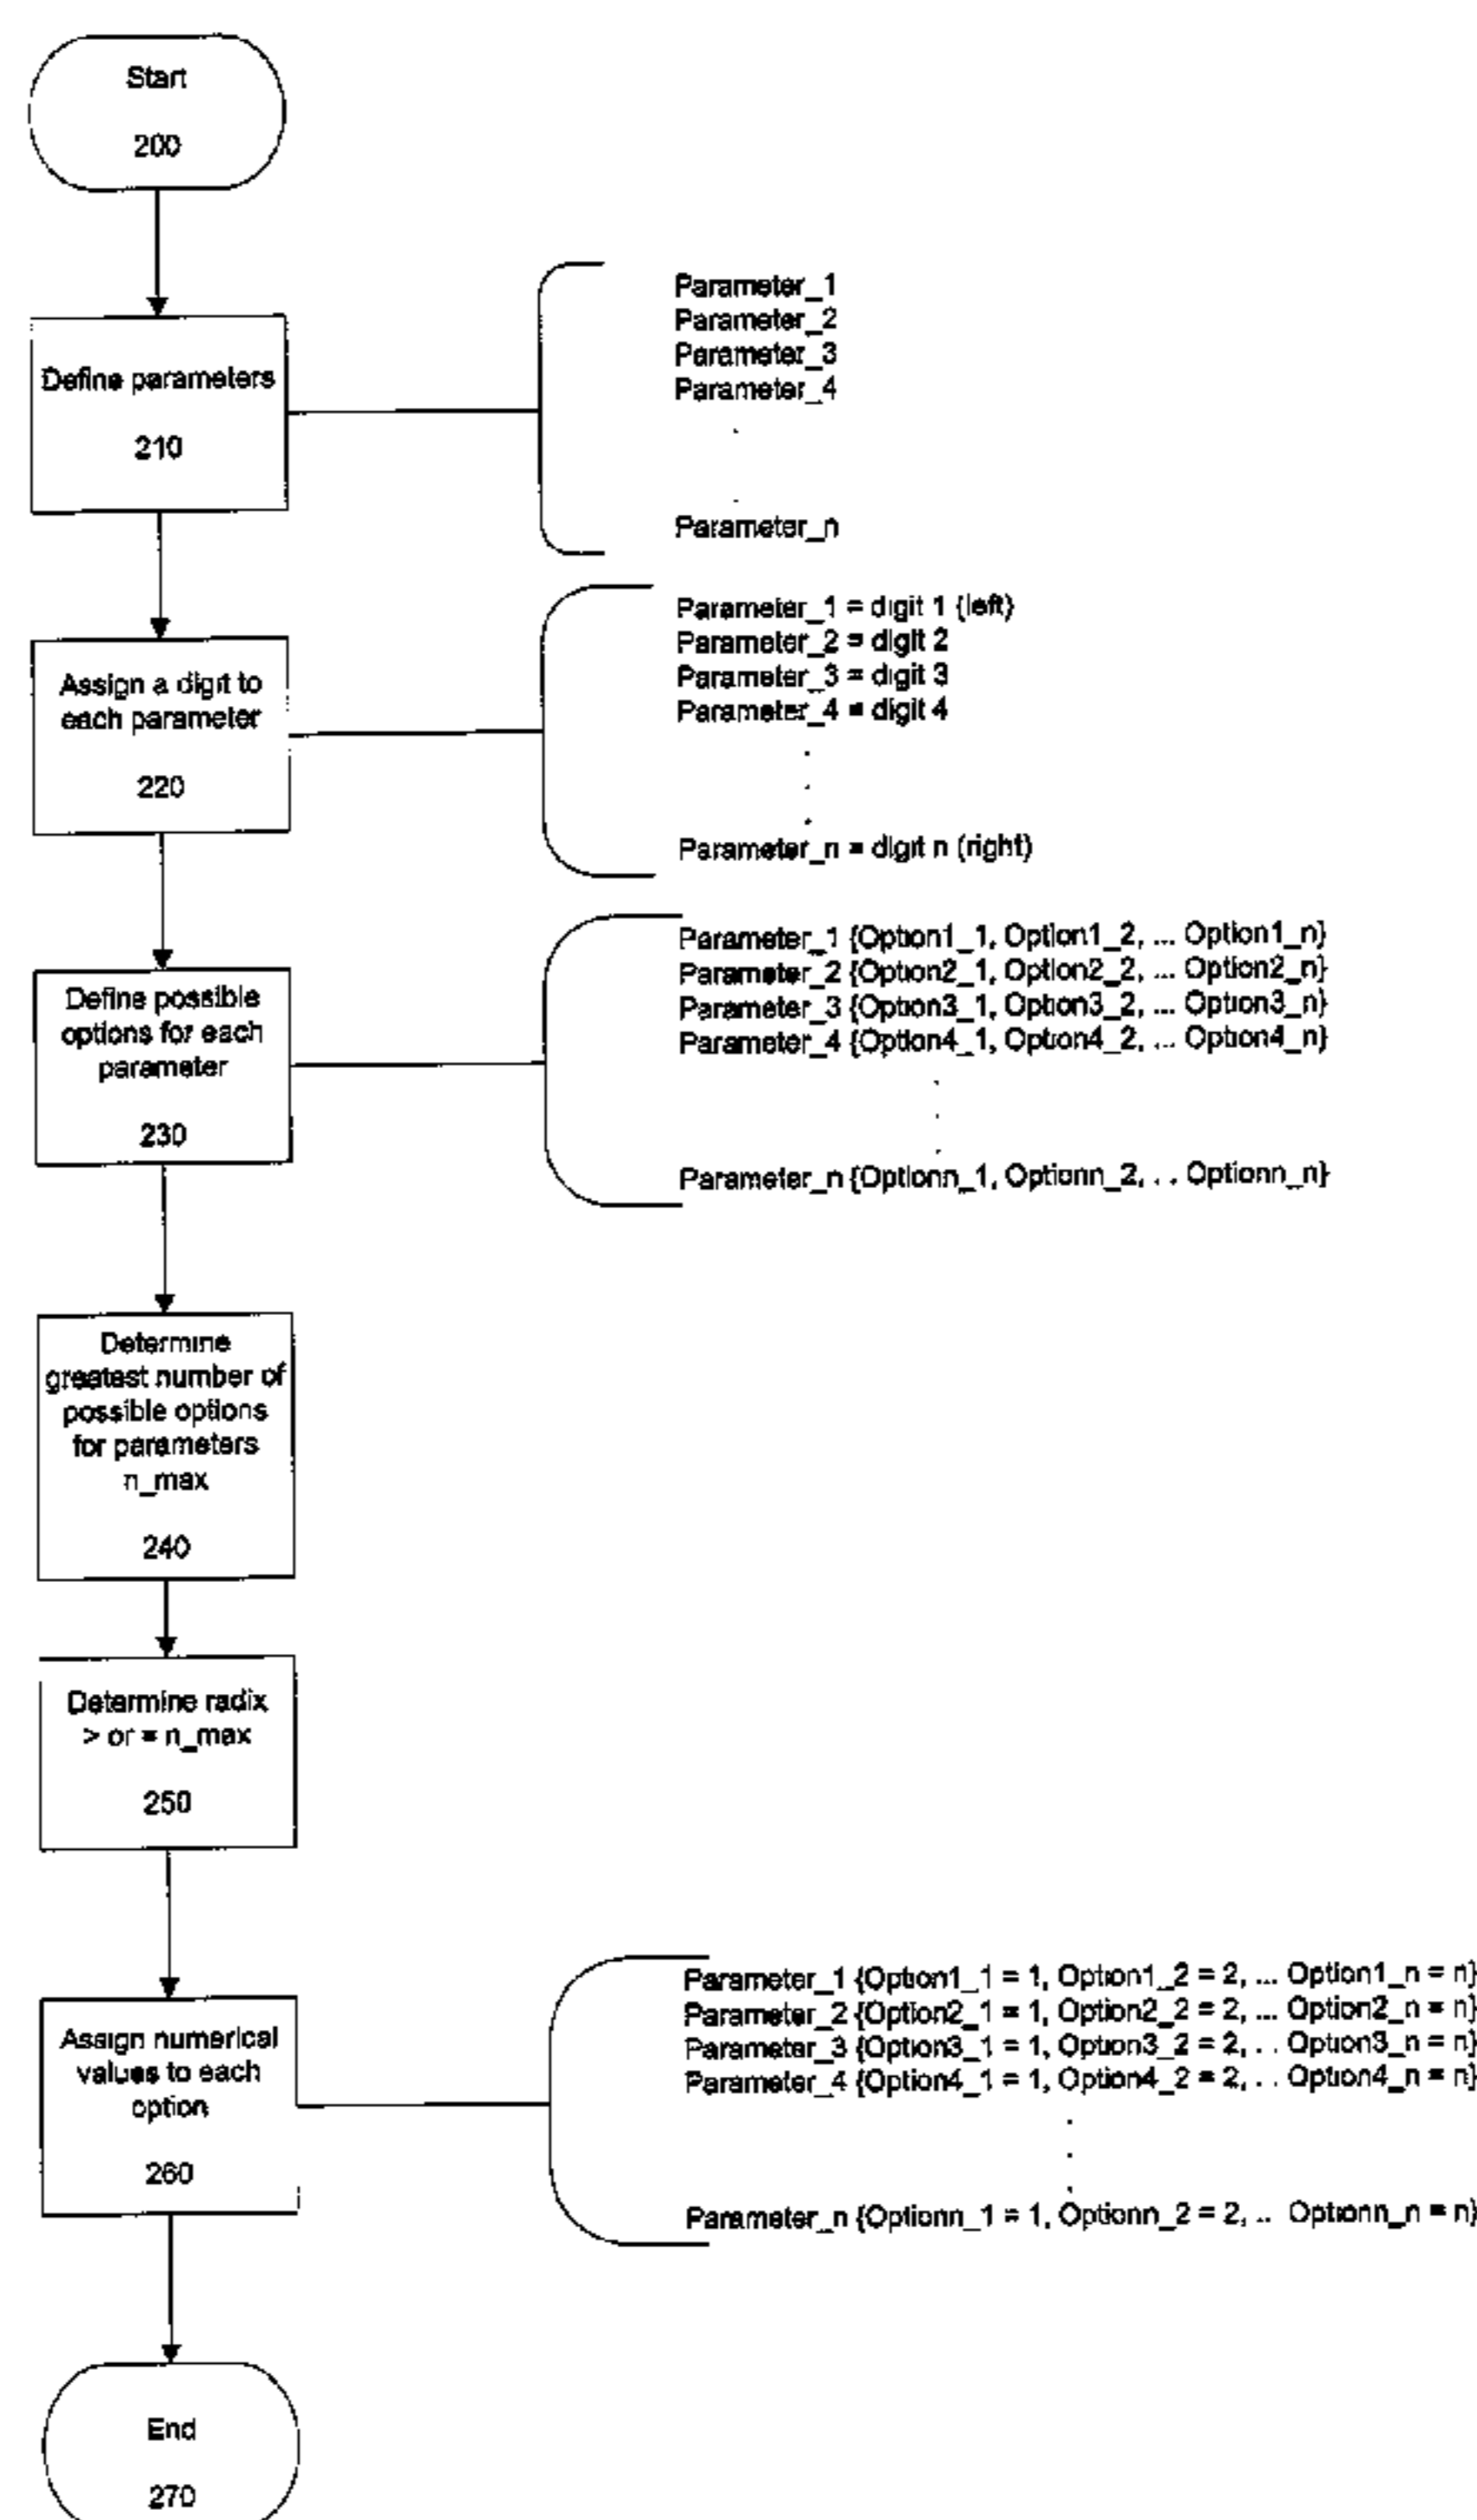 Start
200
Define parameters
210
Parameter_1
Parameter_2
Parameter_3
Parameter_4
.
.
Parameter_n
Assign a digit to
each parameter
220
Parameter_1 = digit 1 (left)
Parameter_2 = digit 2
Parameter_3 = digit 3
Parameter_4 = digit 4
.
.
.
Parameter_n = digit n (right)
Define possible
options for each
parameter
230
Parameter_1 {Option1_1, Option1_2, ... Option1_n}
Parameter_2 {Option2_1, Option2_2, ... Option2_n}
Parameter_3 {Option3_1, Option3_2, ... Option3_n}
Parameter_4 {Option4_1, Option4_2, ... Option4_n}
.
.
.
Parameter_n {Optionn_1, Optionn_2, ... Optionn_n}
Determine
greatest number of
possible options
for parameters
n_max
240
Determine radix
> or = n_max
250
Assign numerical
values to each
option
260
Parameter_1 {Option1_1 = 1, Option1_2 = 2, ... Option1_n = n}
Parameter_2 {Option2_1 = 1, Option2_2 = 2, ... Option2_n = n}
Parameter_3 {Option3_1 = 1, Option3_2 = 2, ... Option3_n = n}
Parameter_4 {Option4_1 = 1, Option4_2 = 2, ... Option4_n = n}
.
.
.
Parameter_n {Optionn_1 = 1, Optionn_2 = 2, ... Optionn_n = n}
End
270